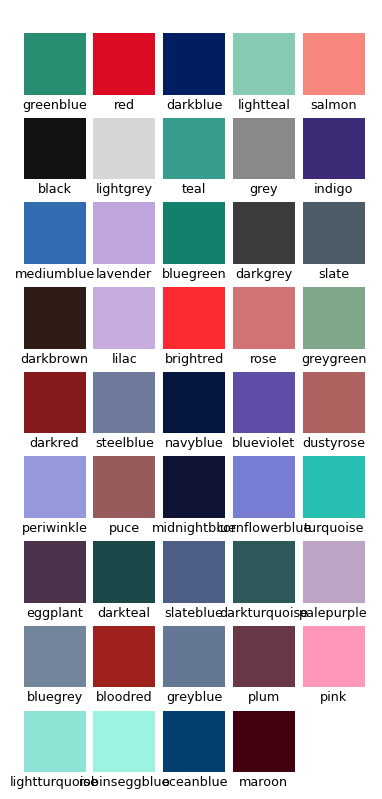 greenblue red darkblue lightteal salmon
black lightgrey teal grey indigo
mediumblue lavender bluegreen darkgrey slate
darkbrown lilac brightred rose greygreen
darkred steelblue navyblue blueviolet dustyrose
periwinkle puce midnightblue cornflowerblue turquoise
eggplant darkteal slateblue darkturquoise palepurple
bluegrey bloodred greyblue plum pink
lightturquoise robinseggblue oceanblue maroon